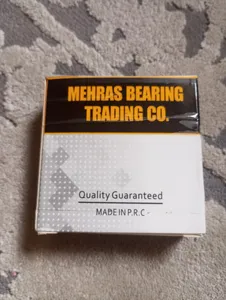 MEHRAS BEARING
TRADING CO.
Quality Guaranteed
MADE IN P.R.C